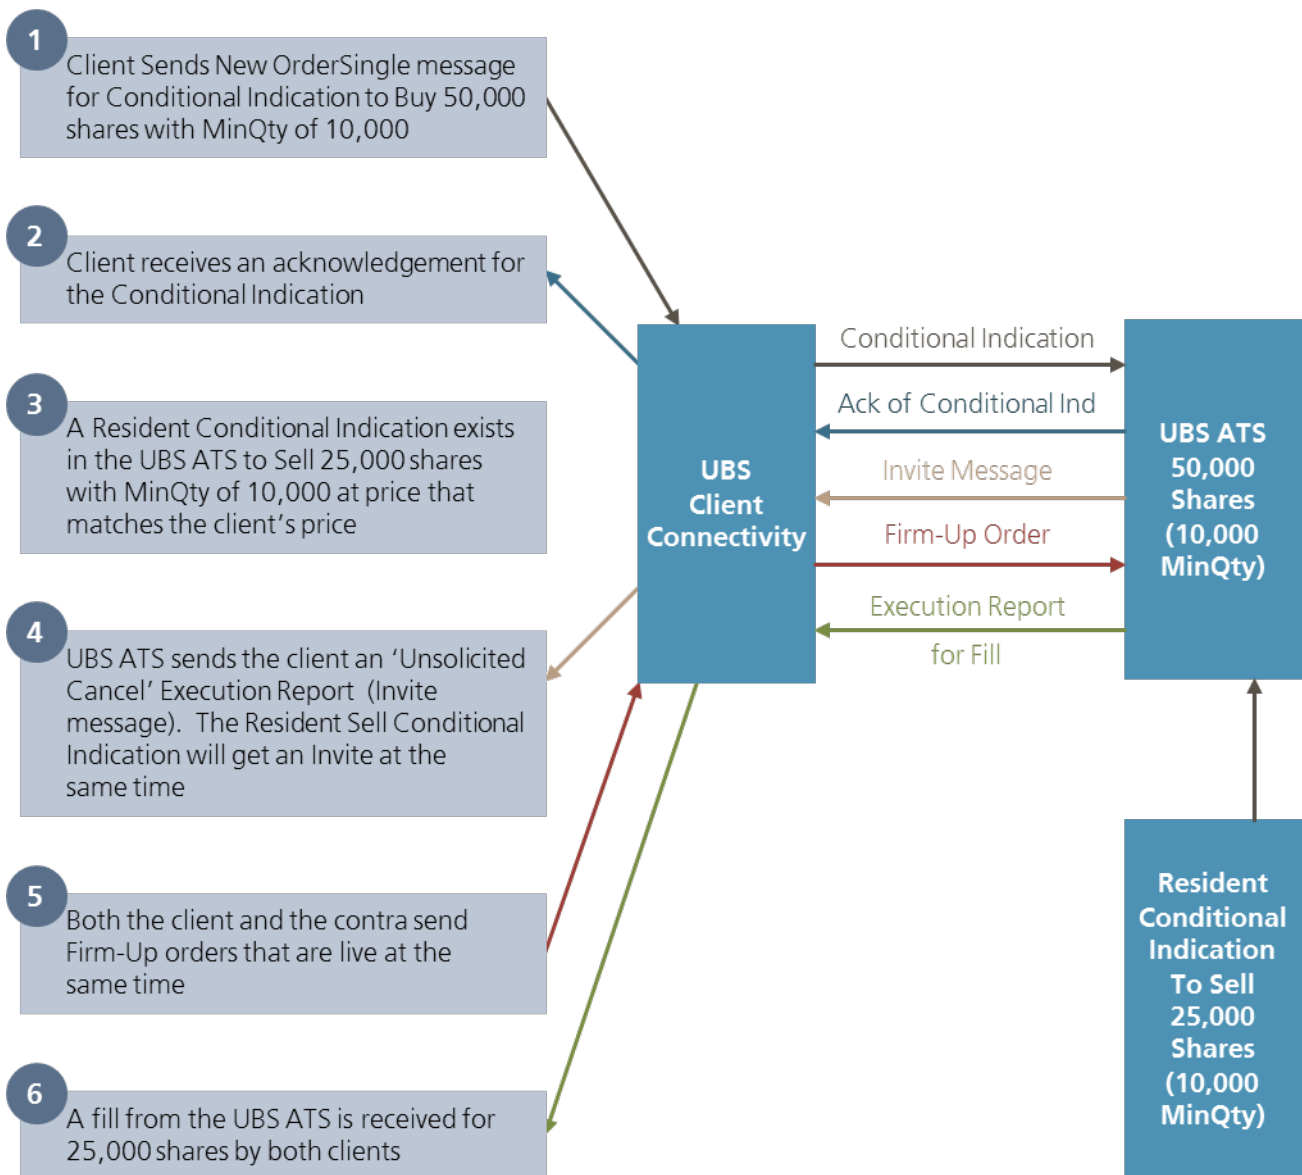 1
Client Sends New OrderSingle message
for Conditional Indication to Buy 50,000
shares with MinQty of 10,000
2
Client receives an acknowledgement for
the Conditional Indication
3
A Resident Conditional Indication exists
in the UBS ATS to Sell 25,000 shares
with MinQty of 10,000 at price that
matches the client's price
4
UBS ATS sends the client an ‘Unsolicited
Cancel’ Execution Report (Invite
message). The Resident Sell Conditional
Indication will get an Invite at the
same time
5
Both the client and the contra send
Firm-Up orders that are live at the
same time
6
A fill from the UBS ATS is received for
25,000 shares by both clients
UBS
Client
Connectivity
Conditional Indication
Ack of Conditional Ind
Invite Message
Firm-Up Order
Execution Report
for Fill
UBS ATS
50,000
Shares
(10,000
MinQty)
Resident
Conditional
Indication
To Sell
25,000
Shares
(10,000
MinQty)